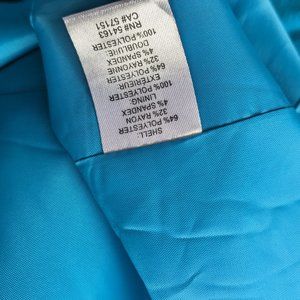 SHELL:
64% POLYESTER
32% RAYON
4% SPANDEX
LINING:
100% POLYESTER
EXTÉRIEUR:
64% POLYESTER
32% RAYONNE
4% SPANDEX
DOUBLURE:
100% POLYESTER
RN# 54163
CA# 57151